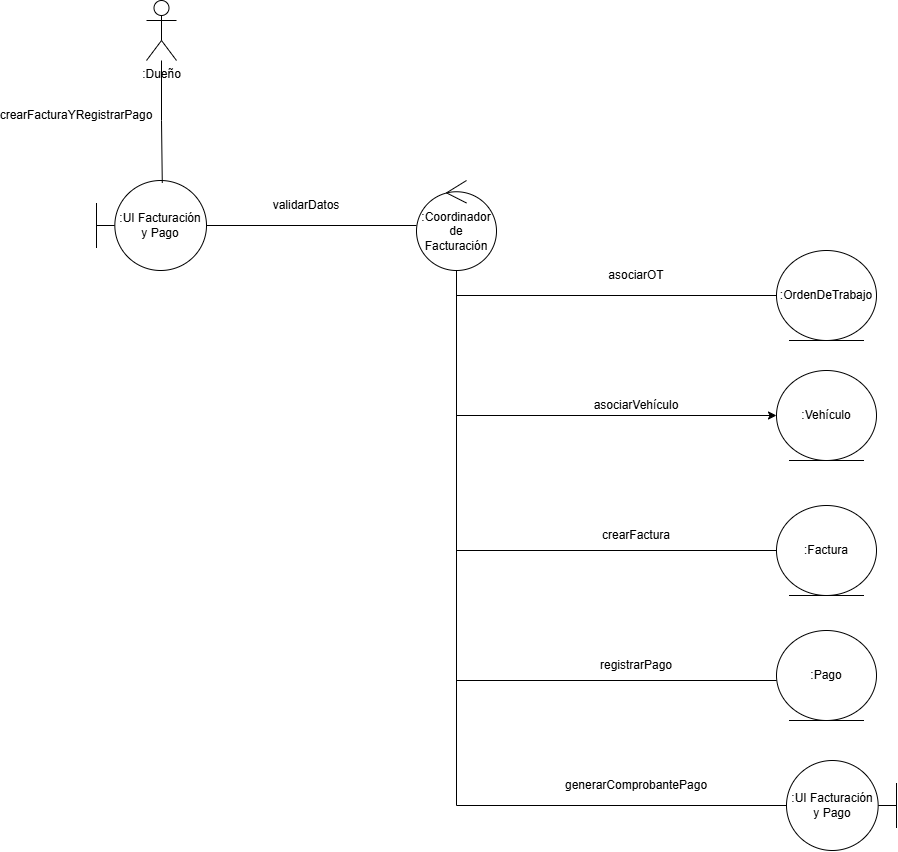 :Dueño
crearFacturaYRegistrarPago
:UI Facturación
y Pago
validarDatos
:Coordinador
de
Facturación
asociarOT
:OrdenDeTrabajo
asociarVehículo
:Vehículo
crearFactura
:Factura
registrarPago
:Pago
generarComprobantePago
:UI Facturación
y Pago